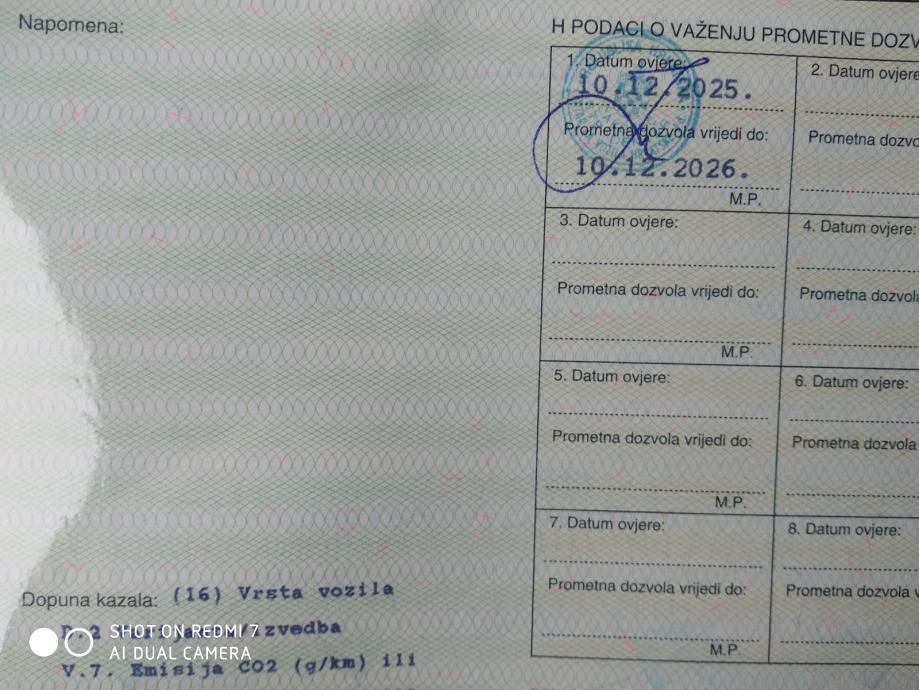 Napomena:
H PODACI O VAŽENJU PROMETNE DOZV
1. Datum ovjere:
10.12.2025.
Prometna dozvola vrijedi do:
10.12.2026.
M.P.
2. Datum ovjere
Prometna dozvo
3. Datum ovjere:
Prometna dozvola vrijedi do:
M.P.
4. Datum ovjere:
Prometna dozvola
5. Datum ovjere:
Prometna dozvola vrijedi do:
M.P.
6. Datum ovjere:
Prometna dozvola
7. Datum ovjere:
Prometna dozvola vrijedi do:
M.P.
8. Datum ovjere:
Prometna dozvola v
Dopuna kazala: (16) Vrsta vozila
SHOT ON REDMI 7
AI DUAL CAMERA
V.7. Emisija CO2 (g/km) ili